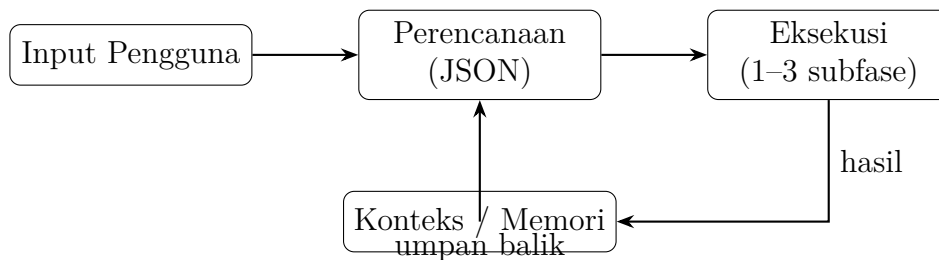 Input Pengguna
Perencanaan
(JSON)
Eksekusi
(1–3 subfase)
hasil
Konteks / Memori
umpan balik